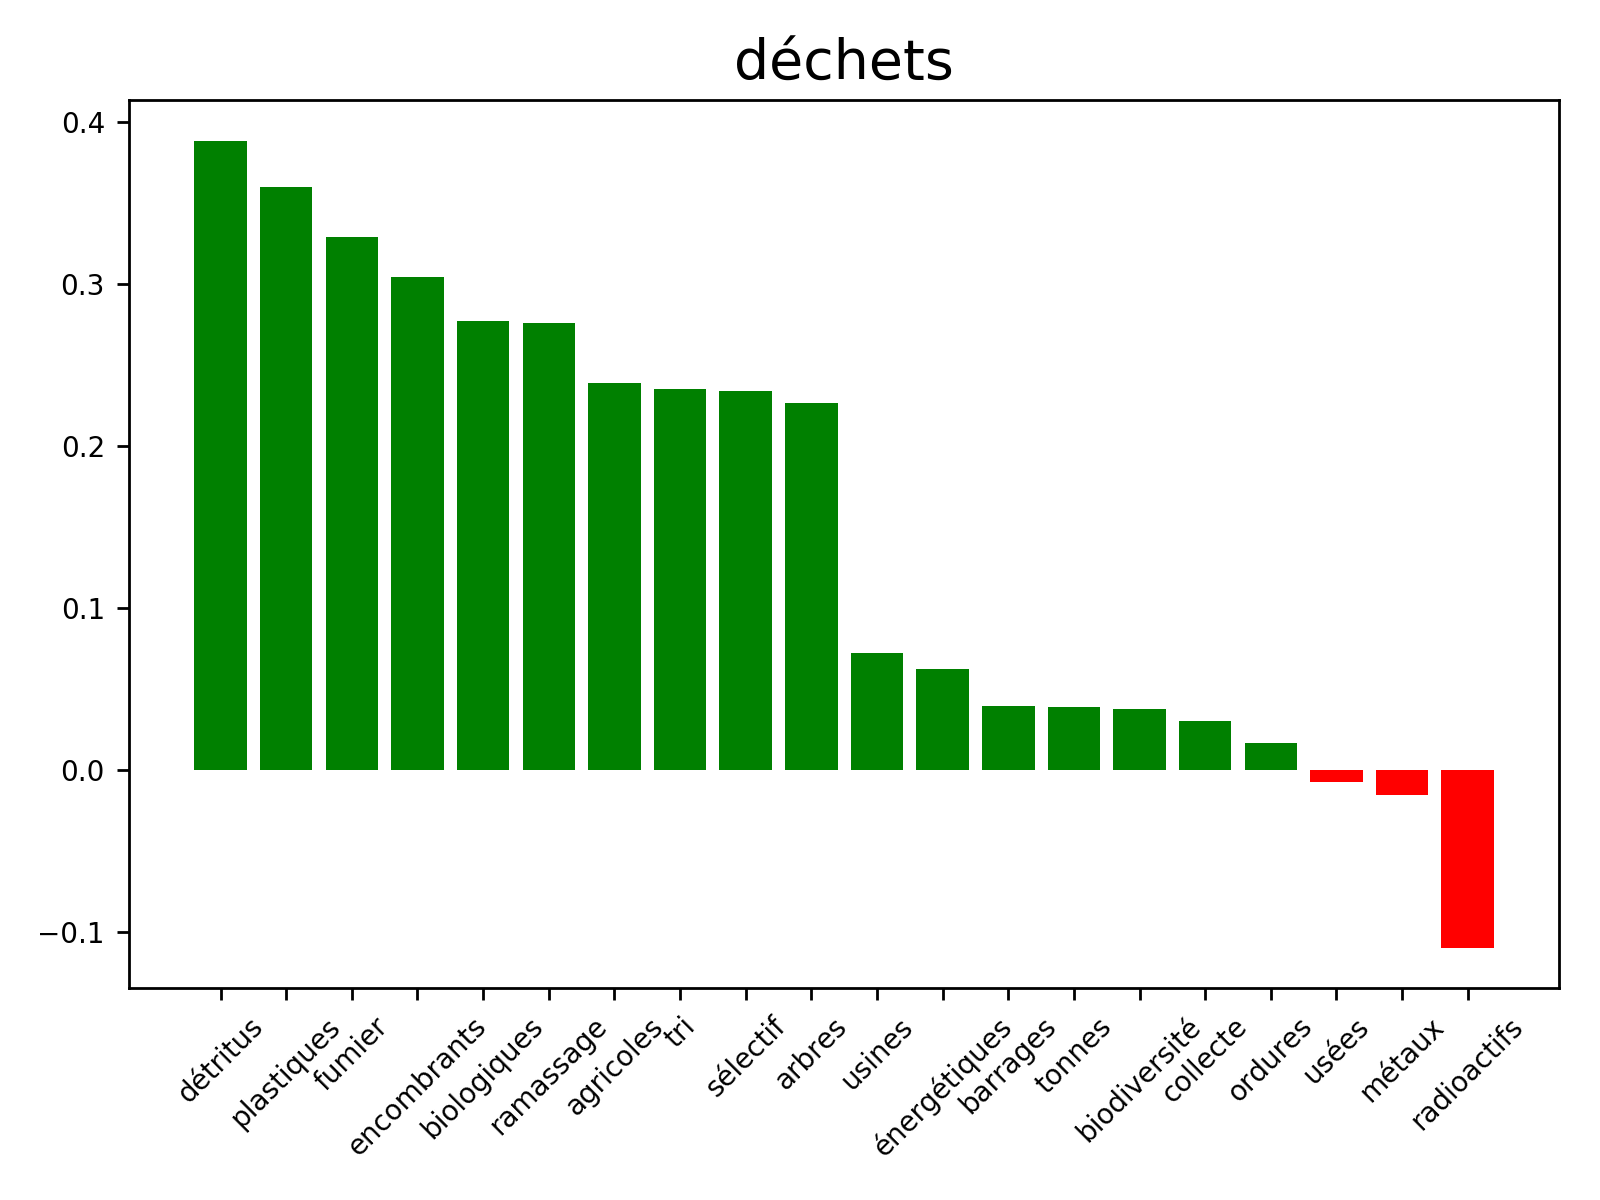 déchets
0.4
0.3
0.2
0.1
0.0
−0.1
détritus
plastiques
fumier
encombrants
biologiques
ramassage
agricoles
tri
sélectif
arbres
usines
énergétiques
barrages
tonnes
biodiversité
collecte
ordures
usées
métaux
radioactifs